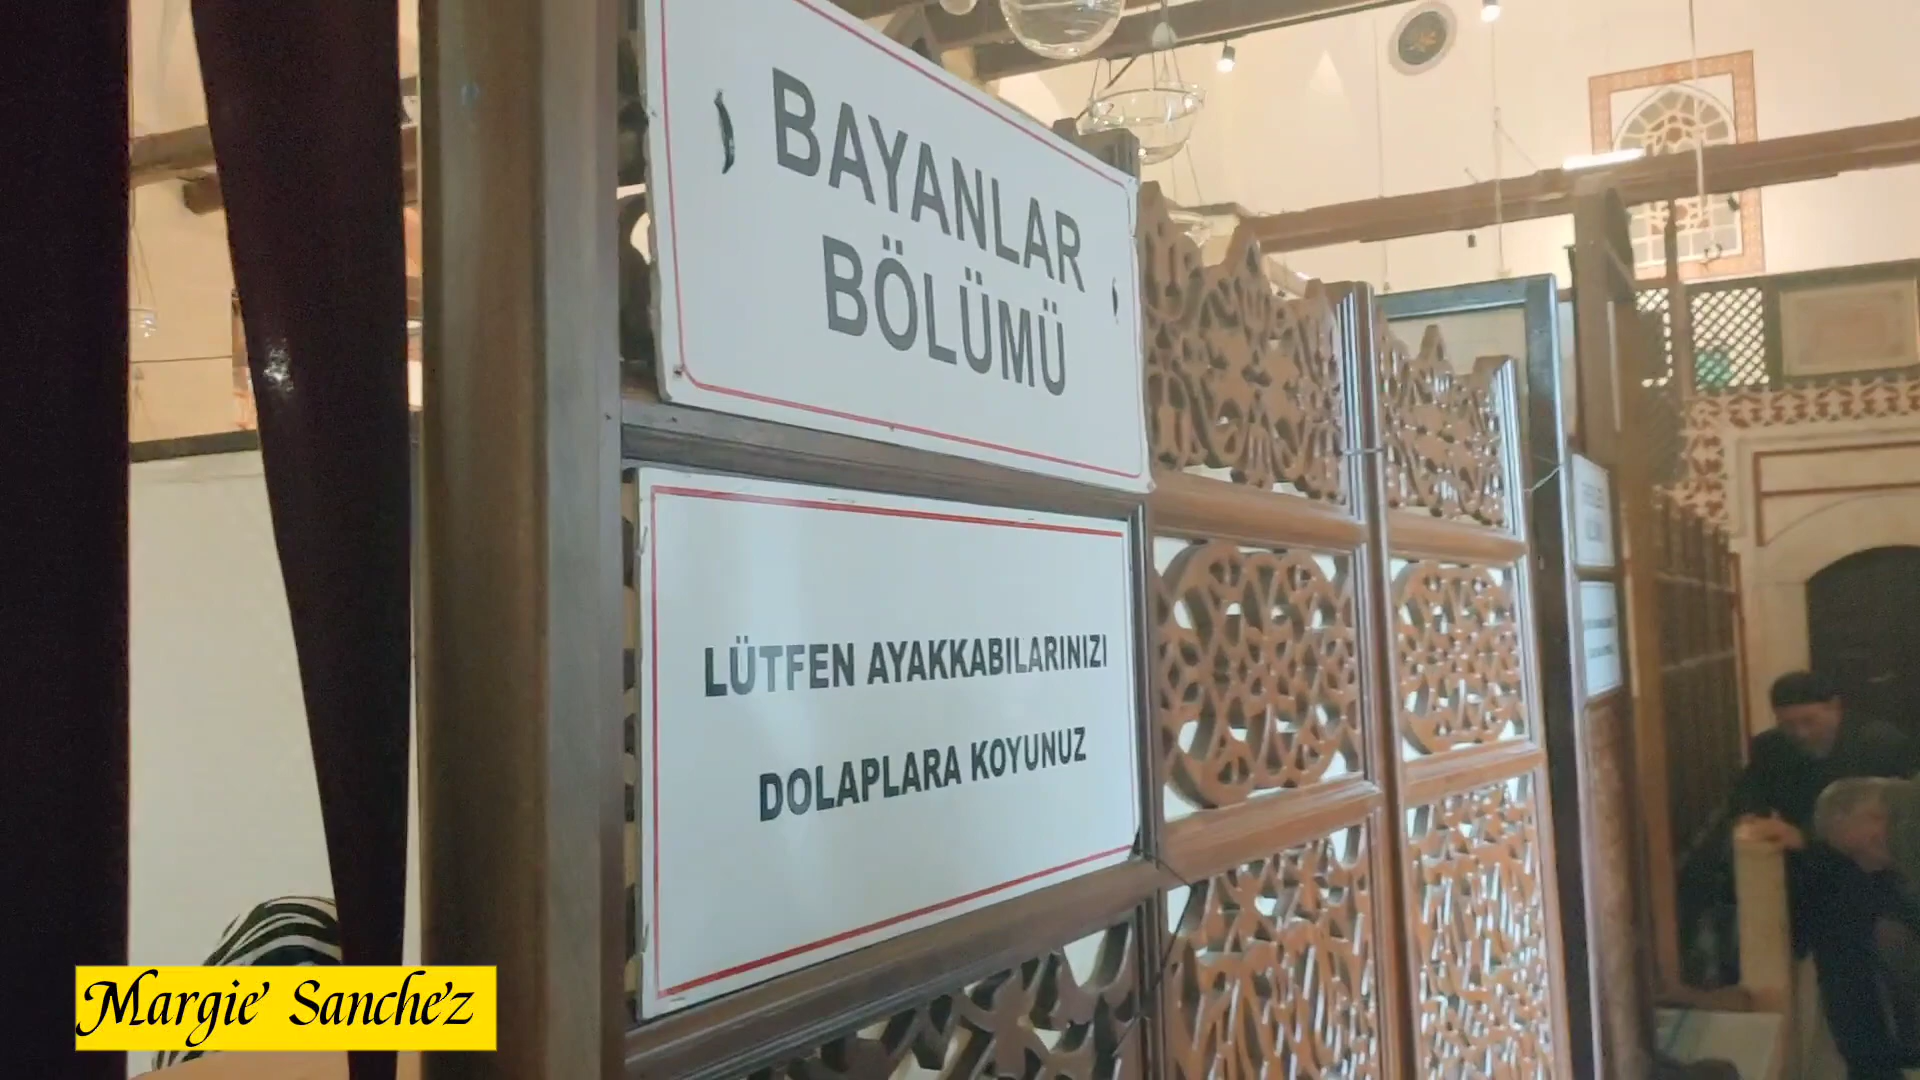 BAYANLAR
BÖLÜMÜ
LÜTFEN AYAKKABILARINIZI
DOLAPLARA KOYUNUZ
Margie' Sanche'z